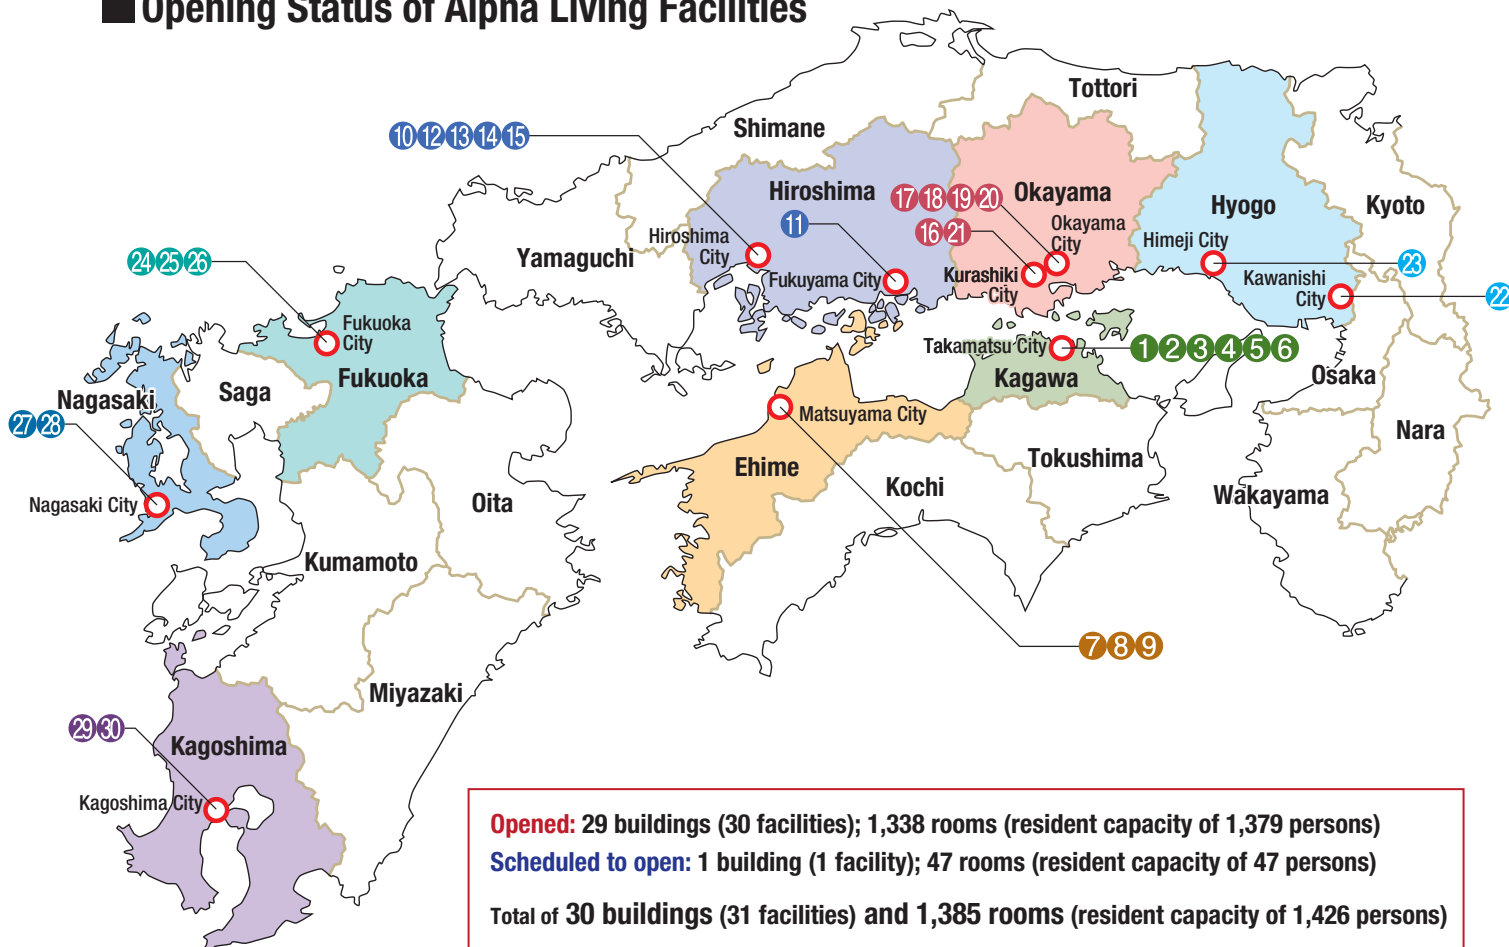 ■ Opening Status of Alpha Living Facilities
Tottori
Shimane
10 12 13 14 15
Hiroshima
17 18 19 20
Okayama
Hyogo
Kyoto
11
16 21
Okayama
City
Hiroshima
City
Himeji City
Yamaguchi
24 25 26
23
Fukuyama City
Kurashiki
City
Kawanishi
City
22
Fukuoka
City
Takamatsu City
1 2 3 4 5 6
Fukuoka
Kagawa
Osaka
Saga
Nagasaki
Matsuyama City
27 28
Nara
Ehime
Tokushima
Kochi
Wakayama
Nagasaki City
Oita
Kumamoto
7 8 9
Miyazaki
29 30
Kagoshima
Kagoshima City
Opened: 29 buildings (30 facilities); 1,338 rooms (resident capacity of 1,379 persons)
Scheduled to open: 1 building (1 facility); 47 rooms (resident capacity of 47 persons)
Total of 30 buildings (31 facilities) and 1,385 rooms (resident capacity of 1,426 persons)